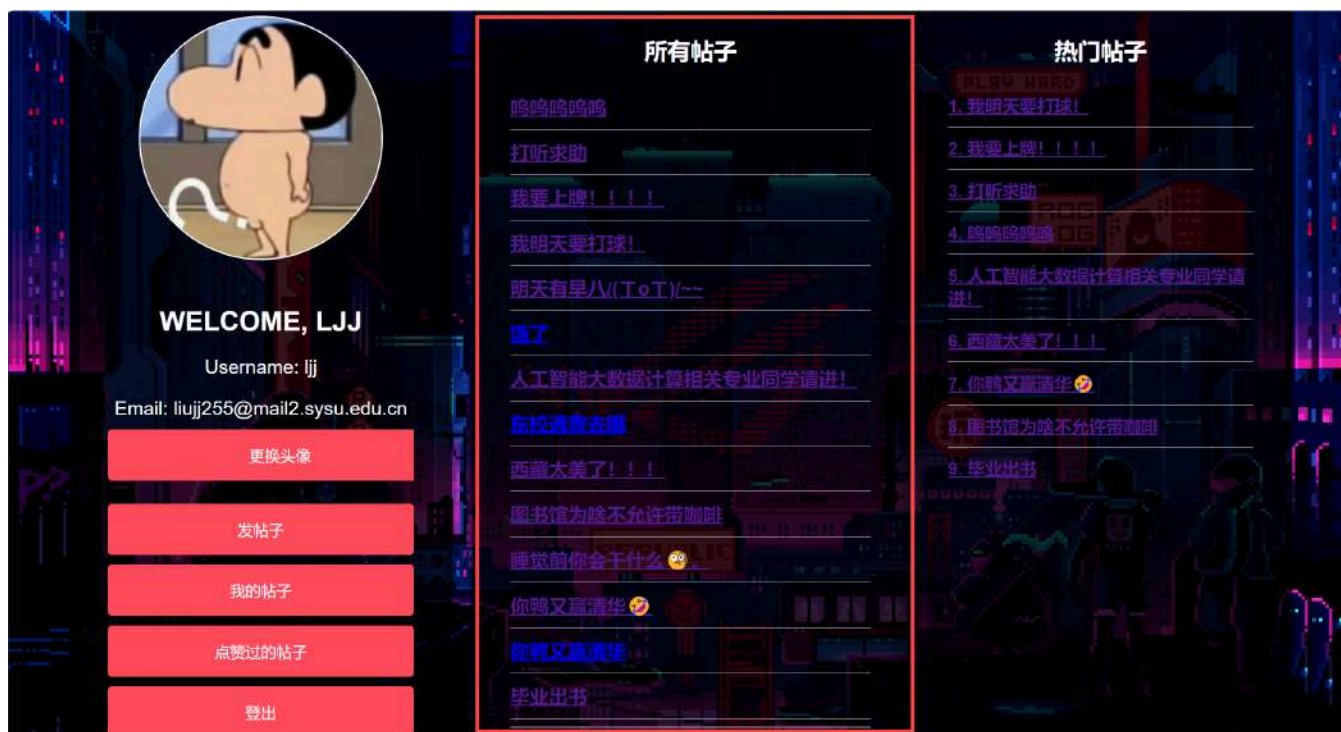 WELCOME, LJJ
Username: ljj
Email: liujj255@mail2.sysu.edu.cn
更换头像
发帖子
我的帖子
点赞过的帖子
登出
所有帖子
呜呜呜呜呜
打听求助
我要上牌！！！！
我明天要打球！
明天有早八/(ㄒoㄒ)/~~
饿了
人工智能大数据计算相关专业同学请进！
东校通宵去哪
西藏太美了！！！
图书馆为啥不允许带咖啡
睡觉前你会干什么🧐.
你鸭又赢清华🤣
你鸭又赢清华
毕业出书
热门帖子
PLAY HARD
1. 我明天要打球！
2. 我要上牌！！！！
3. 打听求助
4. 呜呜呜呜呜
5. 人工智能大数据计算相关专业同学请
进！
6. 西藏太美了！！！
7. 你鸭又赢清华🤣
8. 图书馆为啥不允许带咖啡
9. 毕业出书